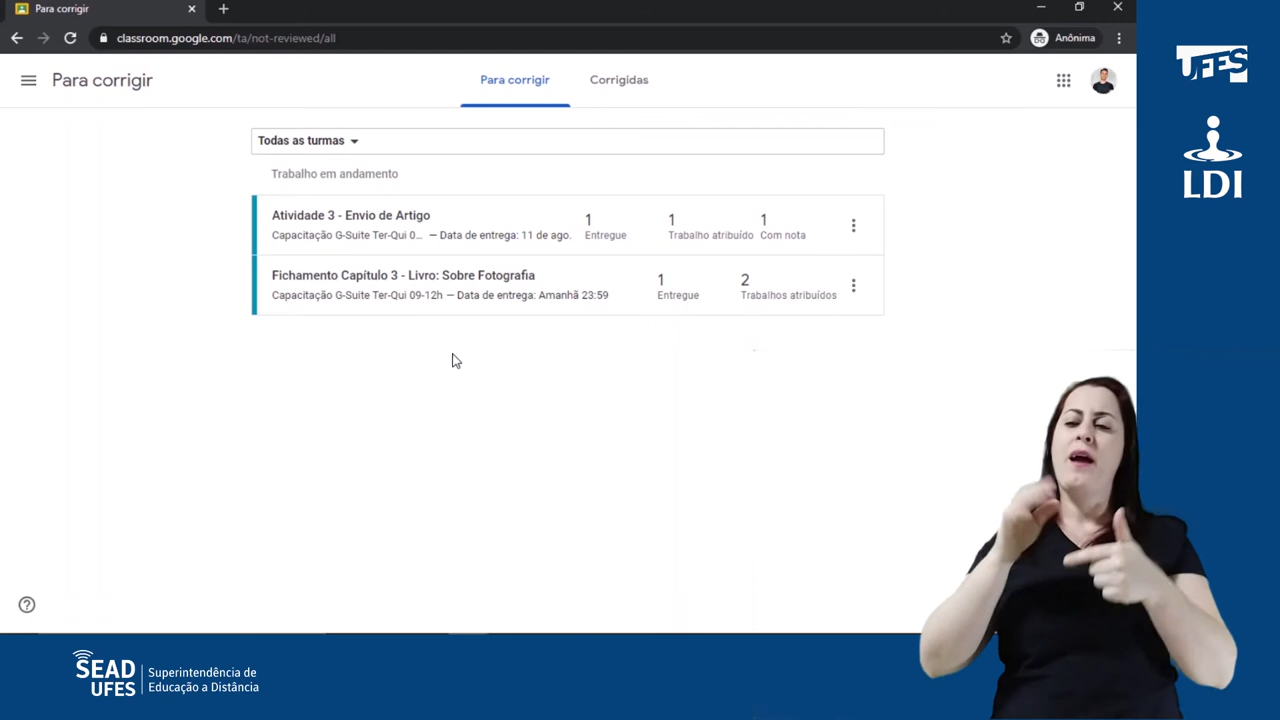 Para corrigir
classroom.google.com/ta/not-reviewed/all
Anônima
Para corrigir
Para corrigir
Corrigidas
Todas as turmas
Trabalho em andamento
Atividade 3 - Envio de Artigo
Capacitação G-Suite Ter-Qui 0... — Data de entrega: 11 de ago.
1
Entregue
1
Trabalho atribuído
1
Com nota
Fichamento Capítulo 3 - Livro: Sobre Fotografia
Capacitação G-Suite Ter-Qui 09-12h — Data de entrega: Amanhã 23:59
1
Entregue
2
Trabalhos atribuídos
UFES
LDI
SEAD
UFES
Superintendência de
Educação a Distância